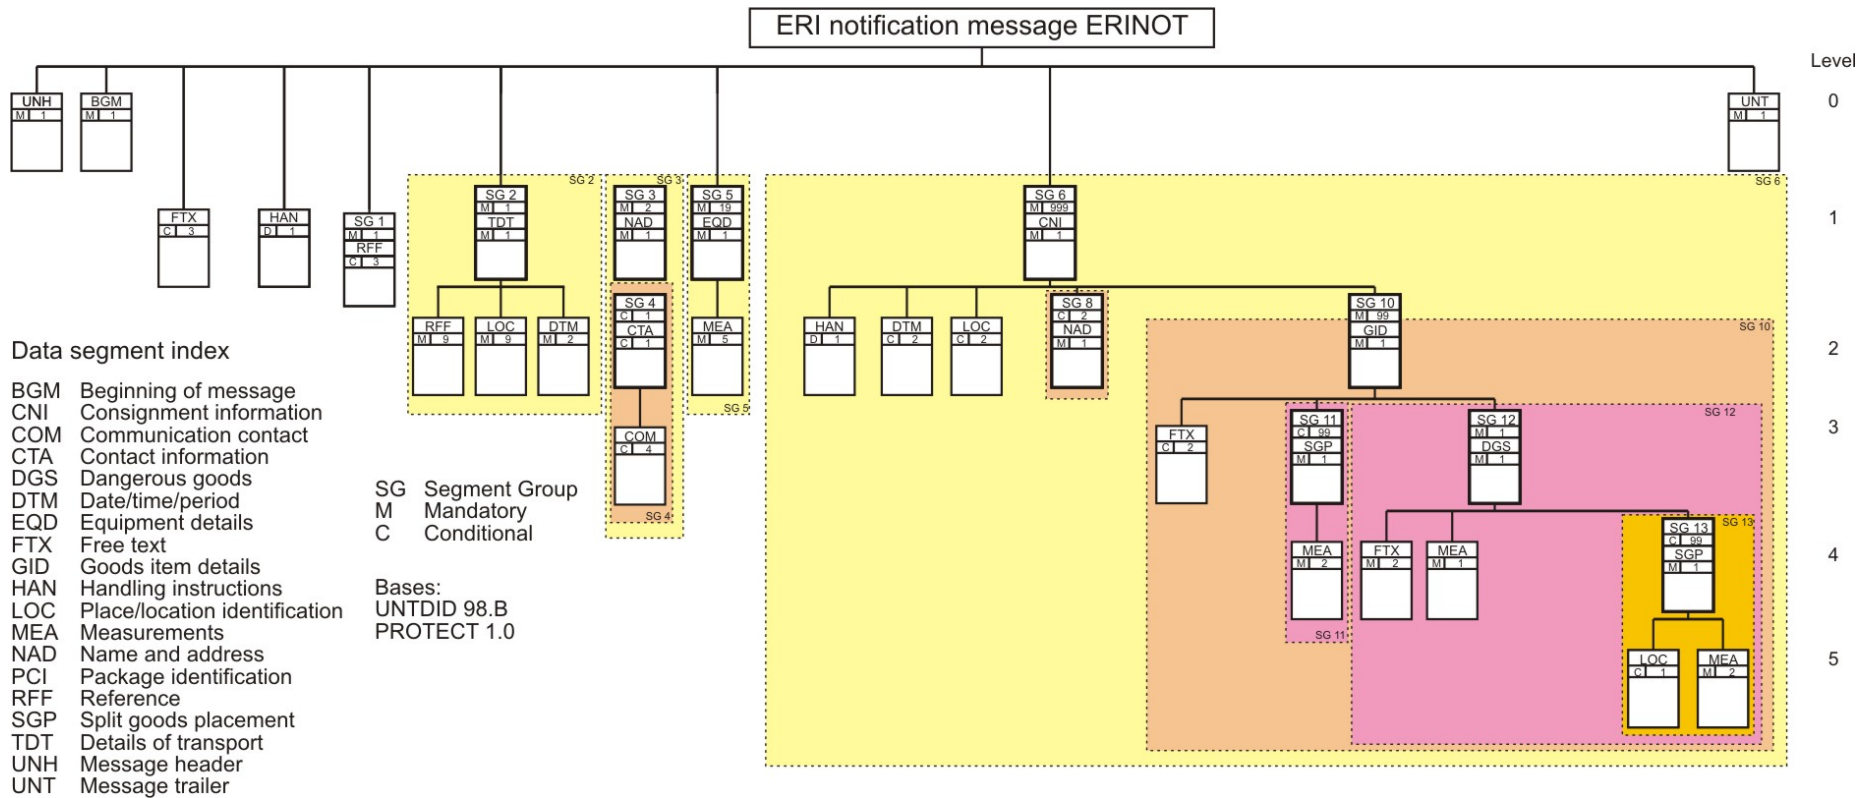 ERI notification message ERINOT
Level
UNH
M 1
BGM
M 1
UNT
M 1
0
SG 2
SG 3
SG 6
FTX
C 3
HAN
D 1
SG 1
M 1
RFF
C 3
SG 2
M 1
TDT
M 1
SG 3
M 2
NAD
M 1
SG 5
M 19
EQD
M 1
SG 6
M 999
CNI
M 1
1
RFF
M 9
LOC
M 9
DTM
M 2
SG 4
C 1
CTA
C 1
MEA
M 5
SG 5
HAN
D 1
DTM
C 2
LOC
C 2
SG 8
C 2
NAD
M 1
SG 10
M 99
GID
M 1
SG 10
2
COM
C 4
SG 4
FTX
C 2
SG 11
C 99
SGP
M 1
SG 12
M 1
DGS
M 1
SG 12
3
MEA
M 2
SG 11
FTX
M 2
MEA
M 1
SG 13
C 99
SGP
M 1
SG 13
4
LOC
C 1
MEA
M 2
5
Data segment index
BGM Beginning of message
CNI Consignment information
COM Communication contact
CTA Contact information
DGS Dangerous goods
DTM Date/time/period
EQD Equipment details
FTX Free text
GID Goods item details
HAN Handling instructions
LOC Place/location identification
MEA Measurements
NAD Name and address
PCI Package identification
RFF Reference
SGP Split goods placement
TDT Details of transport
UNH Message header
UNT Message trailer
SG Segment Group
M Mandatory
C Conditional
Bases:
UNTDID 98.B
PROTECT 1.0